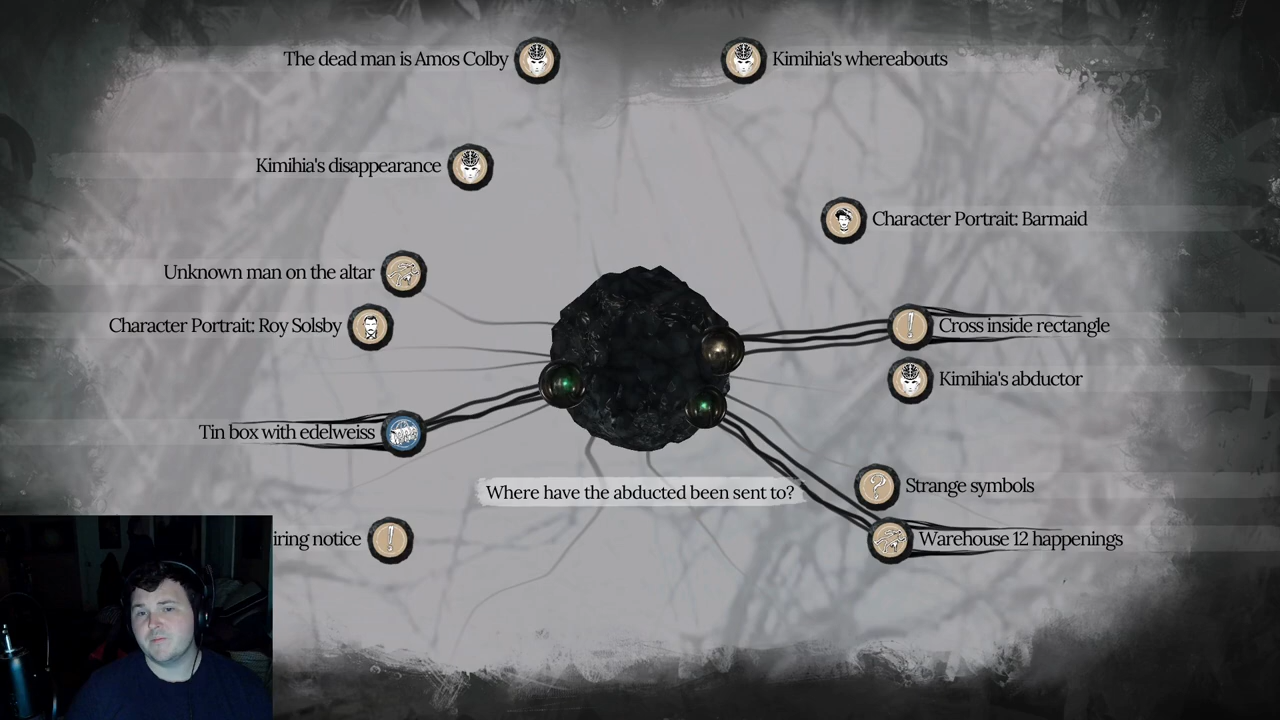 The dead man is Amos Colby
Kimihia's whereabouts
Kimihia's disappearance
Character Portrait: Barmaid
Unknown man on the altar
Character Portrait: Roy Solsby
Cross inside rectangle
Kimihia's abductor
Tin box with edelweiss
Where have the abducted been sent to?
Strange symbols
iring notice
Warehouse 12 happenings